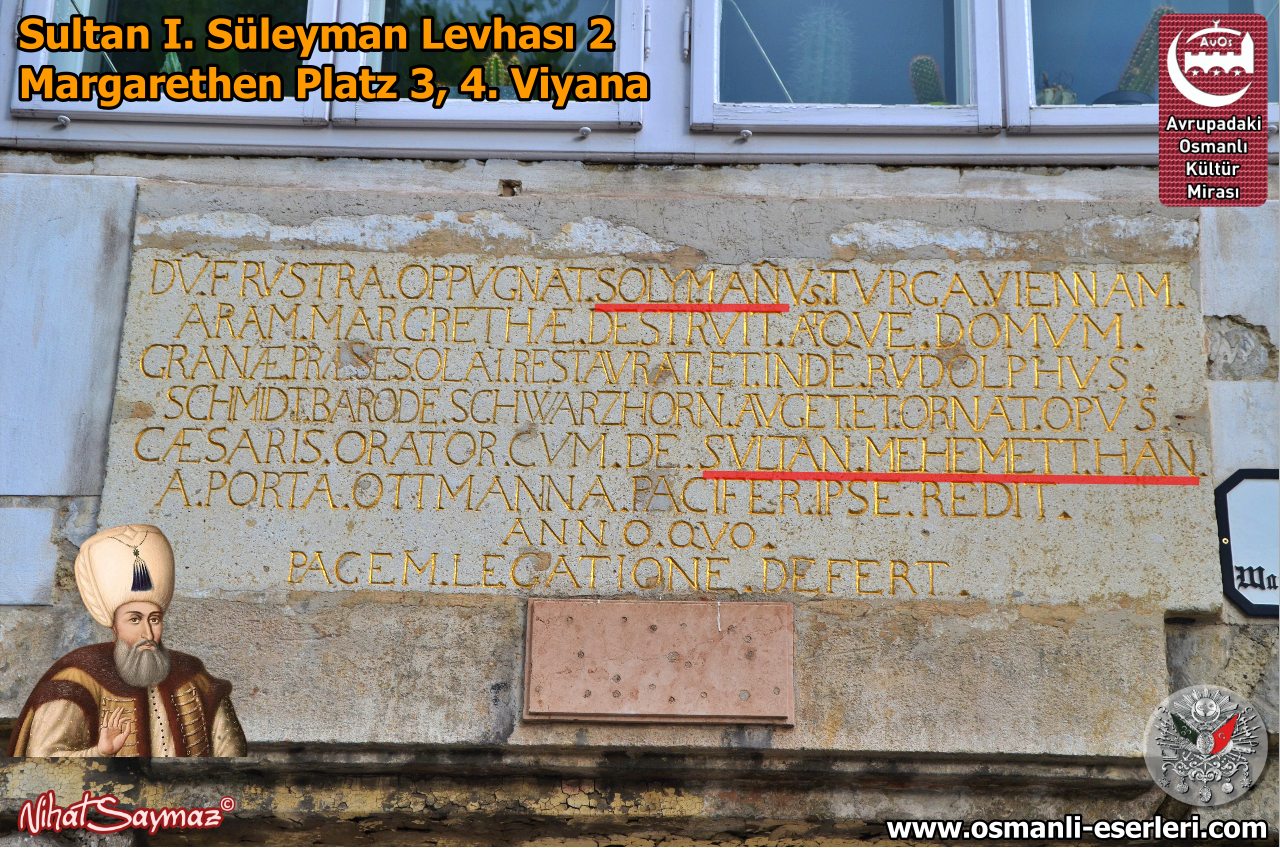 Sultan I. Süleyman Levhası 2
Margarethen Platz 3, 4. Viyana
AvOs
Avrupadaki
Osmanlı
Kültür
Mirası
DV.FRVSTRA.OPPVGNAT.SOLYMANVS.TVRCA.VIENNAM.
ARAM.MARGRETHÆ.DESTRVIT.AQVE.DOMVM.
GRANÆ.PRÆSES.OLAI.RESTAVRAT.ET.INDE.RVDOLPHVS.
SCHMIDT.BARO.DE.SCHWARZHORN.AVGET.ET.ORNAT.OPVS.
CÆSARIS.ORATOR.CVM.DE.SVLTAN.MEHEMETT.HAN.
A.PORTA.OTTMANNA.PACIFER.IPSE.REDIT.
ANNO.QVO.
PACEM.LEGATIONE.DEFERT.
Wa
NihatSaymaz©
www.osmanli-eserleri.com